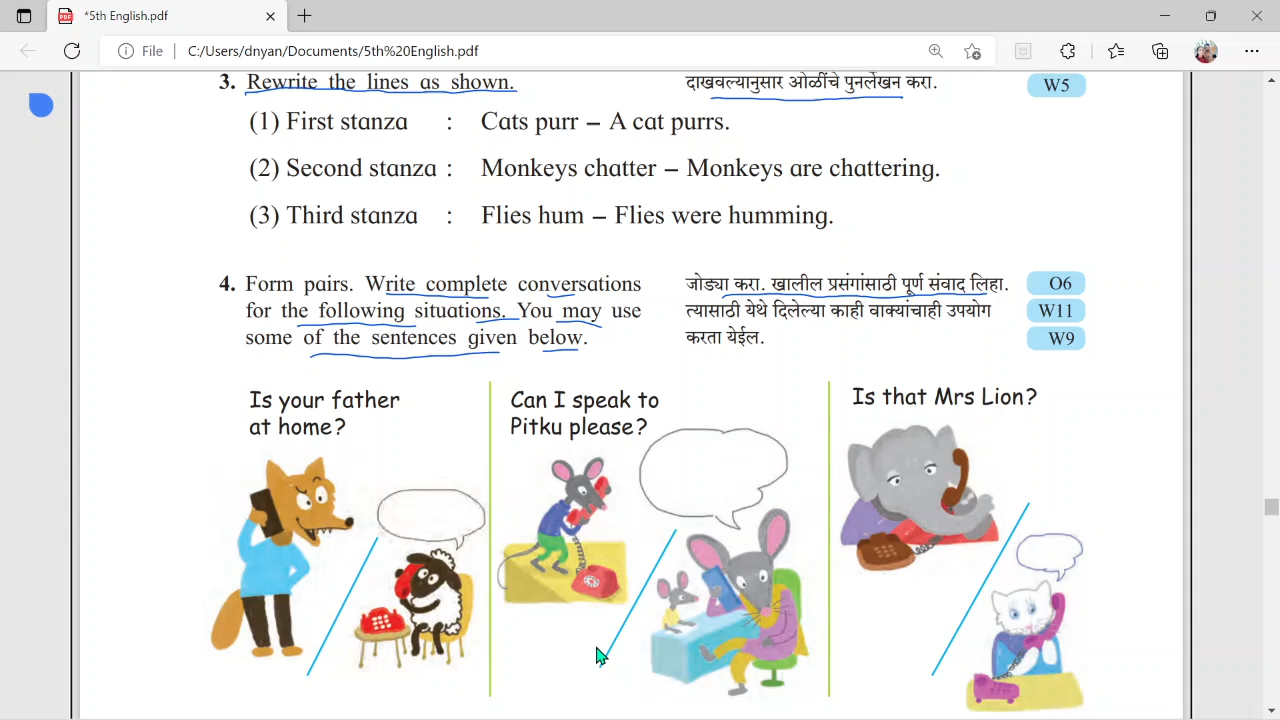 *5th English.pdf
File
C:/Users/dnyan/Documents/5th%20English.pdf
3. Rewrite the lines as shown.
दाखवल्यानुसार ओळींचे पुनर्लेखन करा.
W5
(1) First stanza : Cats purr – A cat purrs.
(2) Second stanza : Monkeys chatter – Monkeys are chattering.
(3) Third stanza : Flies hum – Flies were humming.
4. Form pairs. Write complete conversations
for the following situations. You may use
some of the sentences given below.
जोड्या करा. खालील प्रसंगांसाठी पूर्ण संवाद लिहा.
त्यासाठी येथे दिलेल्या काही वाक्यांचाही उपयोग
करता येईल.
O6
W11
W9
Is your father
at home?
Can I speak to
Pitku please?
Is that Mrs Lion?